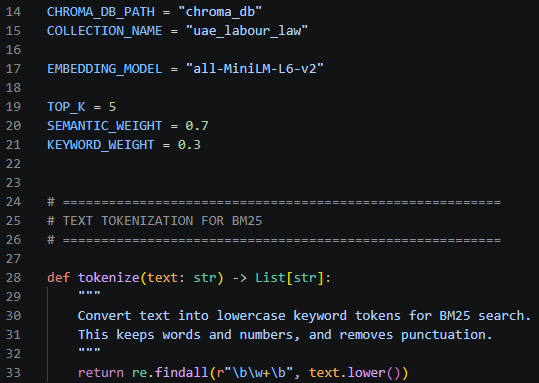 14 CHROMA_DB_PATH = "chroma_db"
15 COLLECTION_NAME = "uae_labour_law"
16
17 EMBEDDING_MODEL = "all-MiniLM-L6-v2"
18
19 TOP_K = 5
20 SEMANTIC_WEIGHT = 0.7
21 KEYWORD_WEIGHT = 0.3
22
23
24 # ========================================================
25 # TEXT TOKENIZATION FOR BM25
26 # ========================================================
27
28 def tokenize(text: str) -> List[str]:
29     """
30     Convert text into lowercase keyword tokens for BM25 search.
31     This keeps words and numbers, and removes punctuation.
32     """
33     return re.findall(r"\b\w+\b", text.lower())